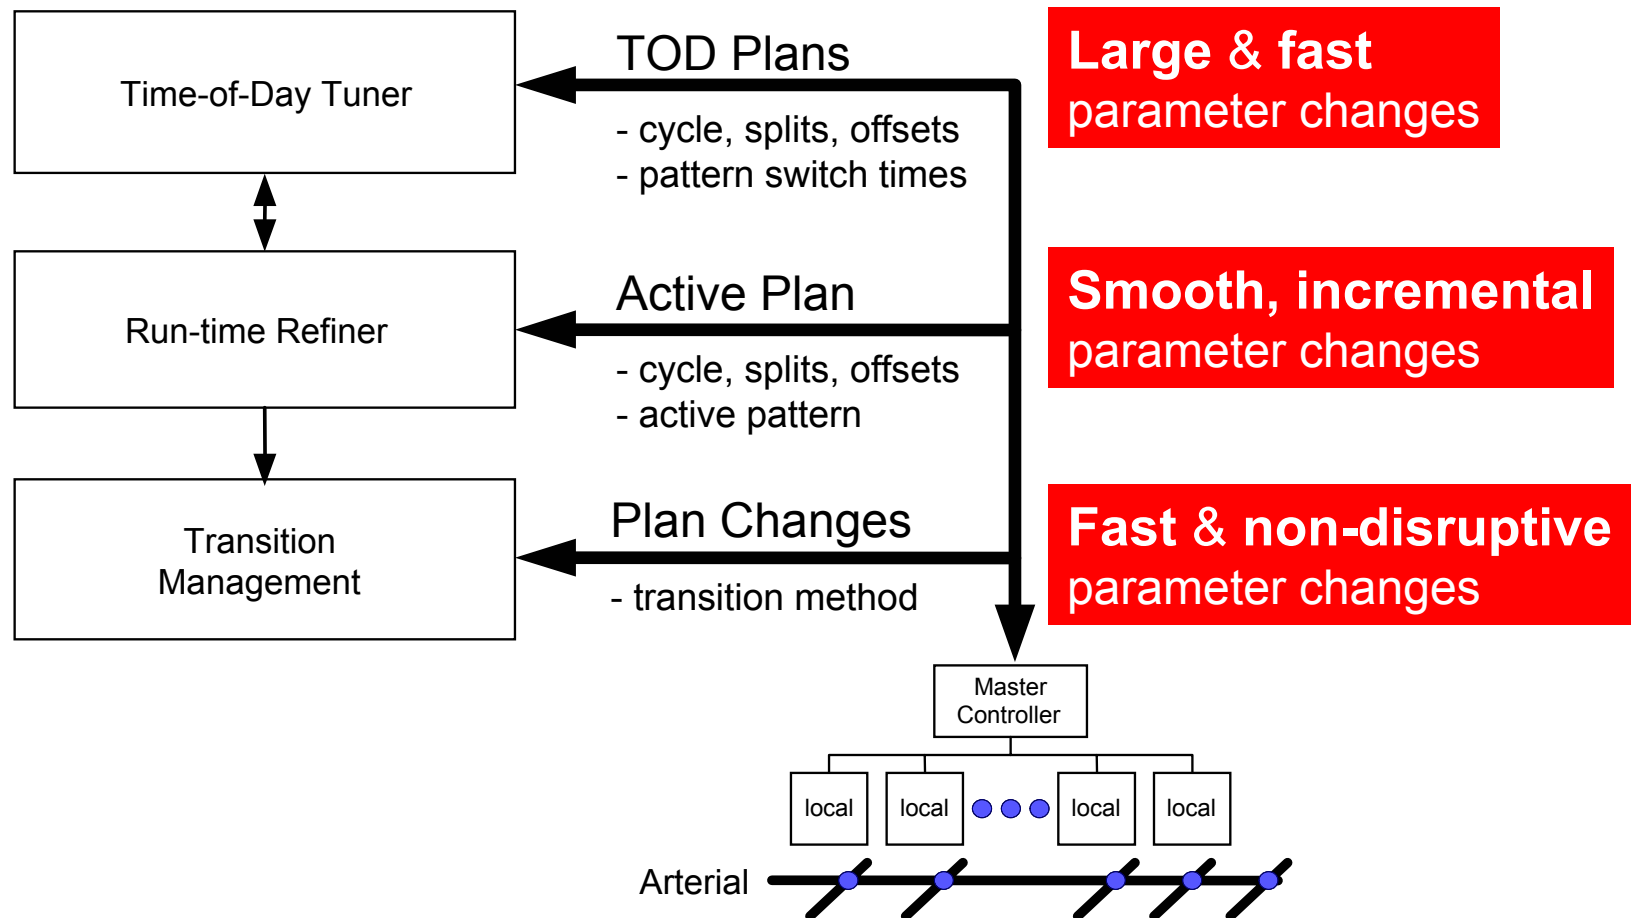 Time-of-Day Tuner
TOD Plans
- cycle, splits, offsets
- pattern switch times
Large & fast
parameter changes
Run-time Refiner
Active Plan
- cycle, splits, offsets
- active pattern
Smooth, incremental
parameter changes
Transition
Management
Plan Changes
- transition method
Fast & non-disruptive
parameter changes
Master
Controller
local
local
local
local
Arterial